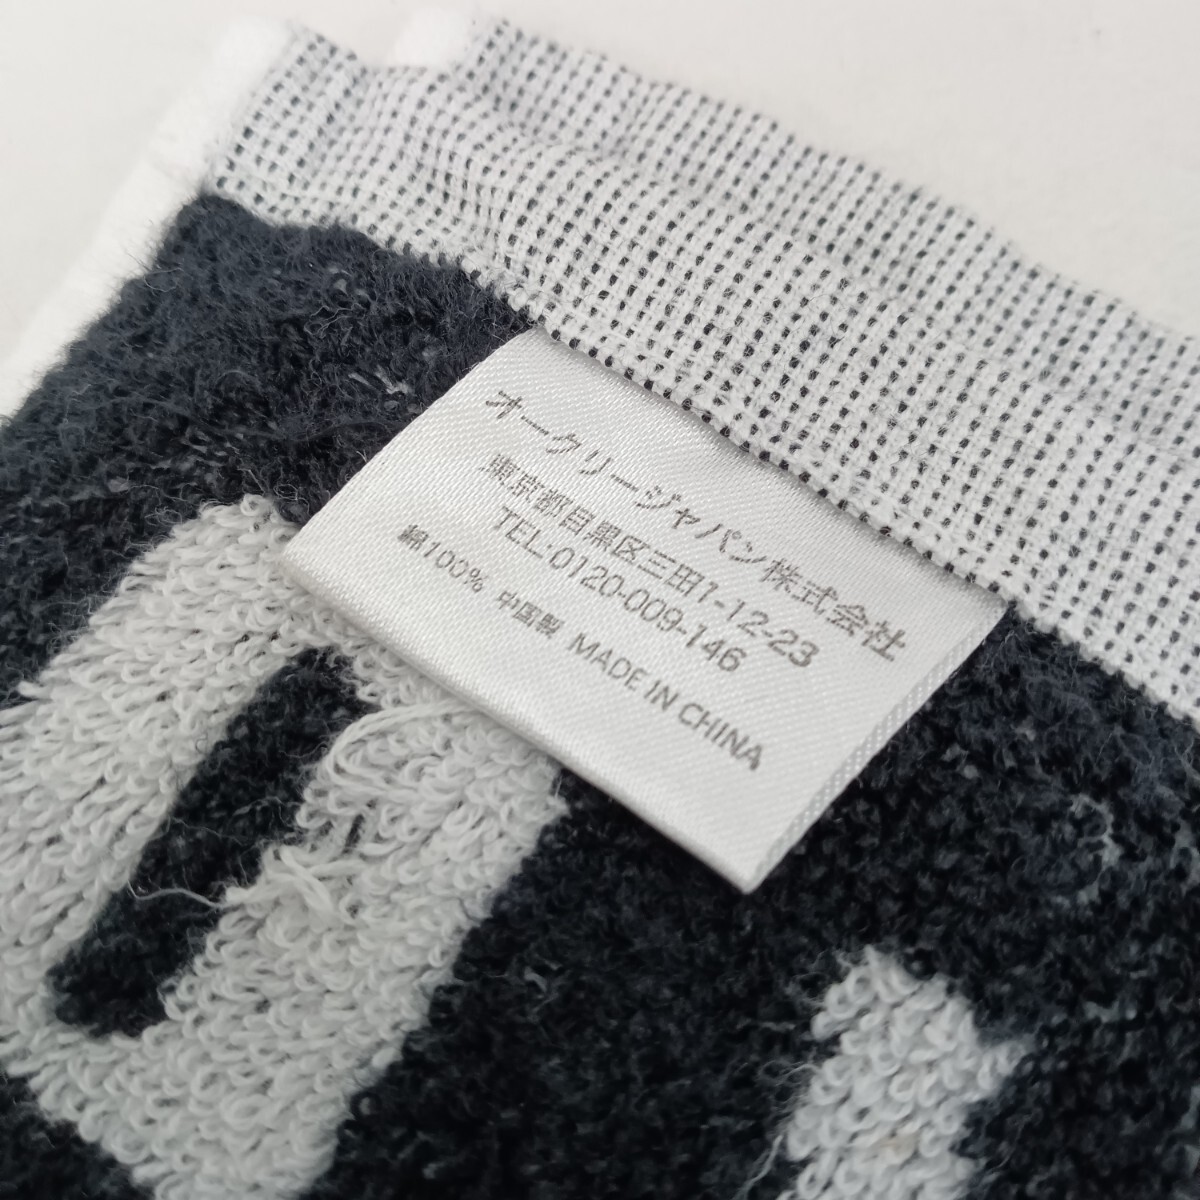 オークリージャパン株式会社
東京都目黒区三田1-12-23
TEL-0120-009-146
綿100% 中国製 MADE IN CHINA